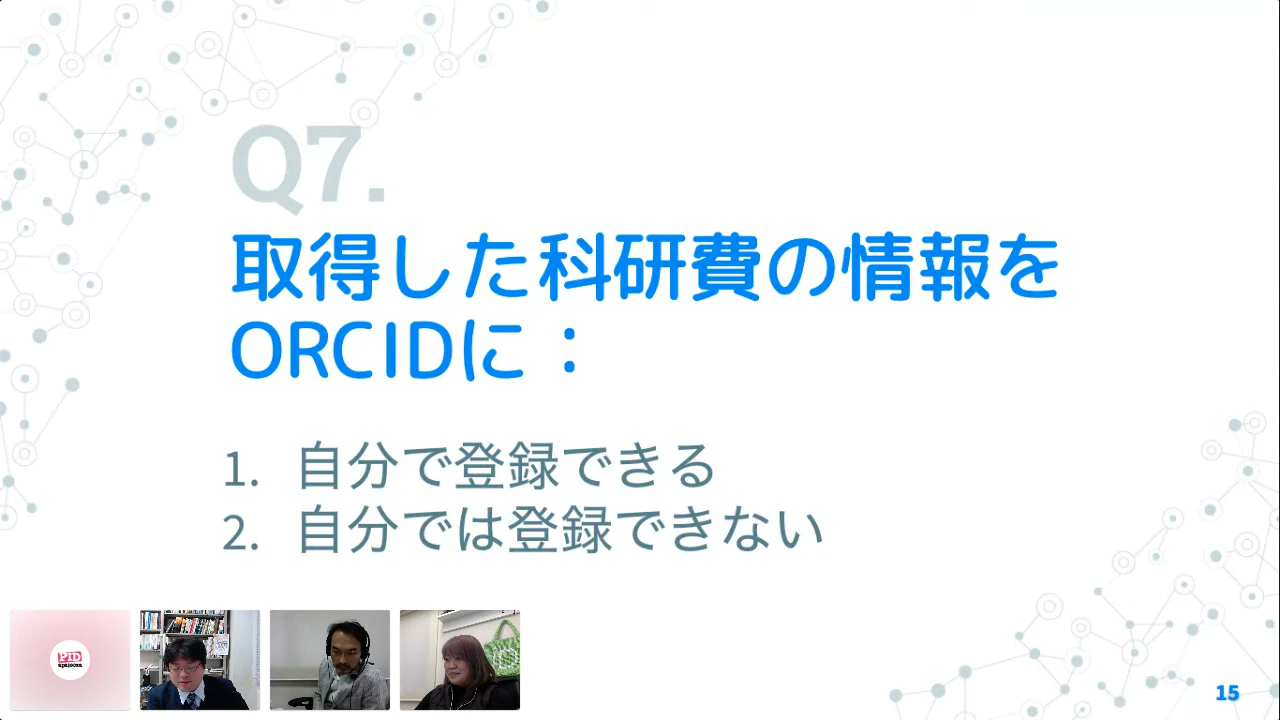 Q7.
取得した科研費の情報を
ORCIDに：
1. 自分で登録できる
2. 自分では登録できない
PID
apalooza
15